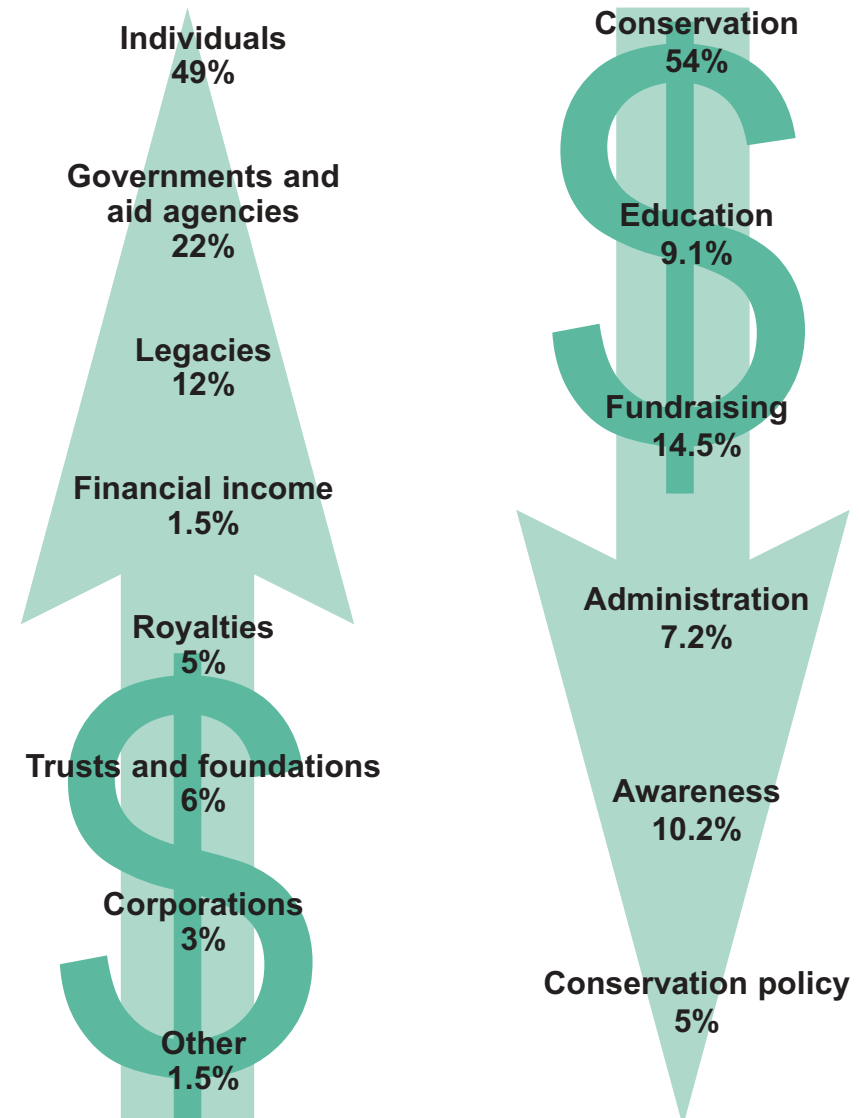 Individuals
49%
Governments and
aid agencies
22%
Legacies
12%
Financial income
1.5%
Royalties
5%
Trusts and foundations
6%
Corporations
3%
Other
1.5%
Conservation
54%
Education
9.1%
Fundraising
14.5%
Administration
7.2%
Awareness
10.2%
Conservation policy
5%